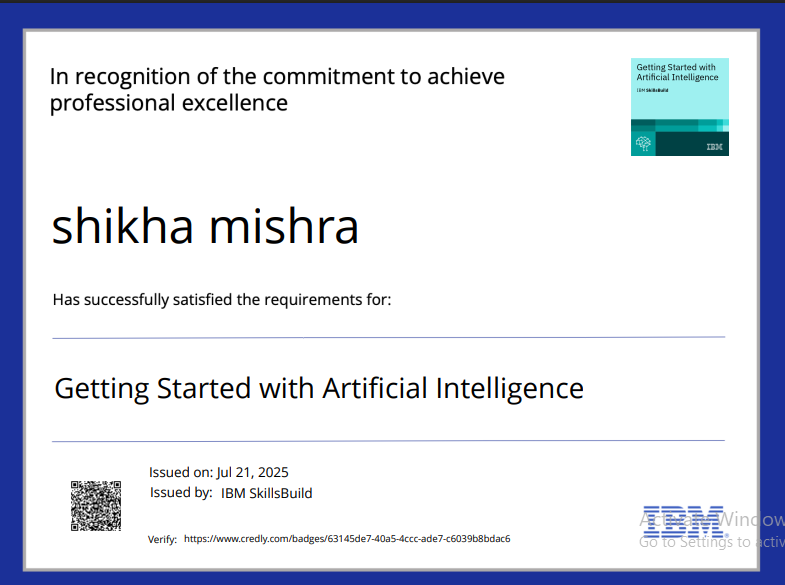 In recognition of the commitment to achieve
professional excellence
Getting Started with
Artificial Intelligence
IBM SkillsBuild
IBM
shikha mishra
Has successfully satisfied the requirements for:
Getting Started with Artificial Intelligence
Issued on: Jul 21, 2025
Issued by: IBM SkillsBuild
Verify: https://www.credly.com/badges/63145de7-40a5-4ccc-ade7-c6039b8bdac6
IBM
Activate Window
Go to Settings to activ